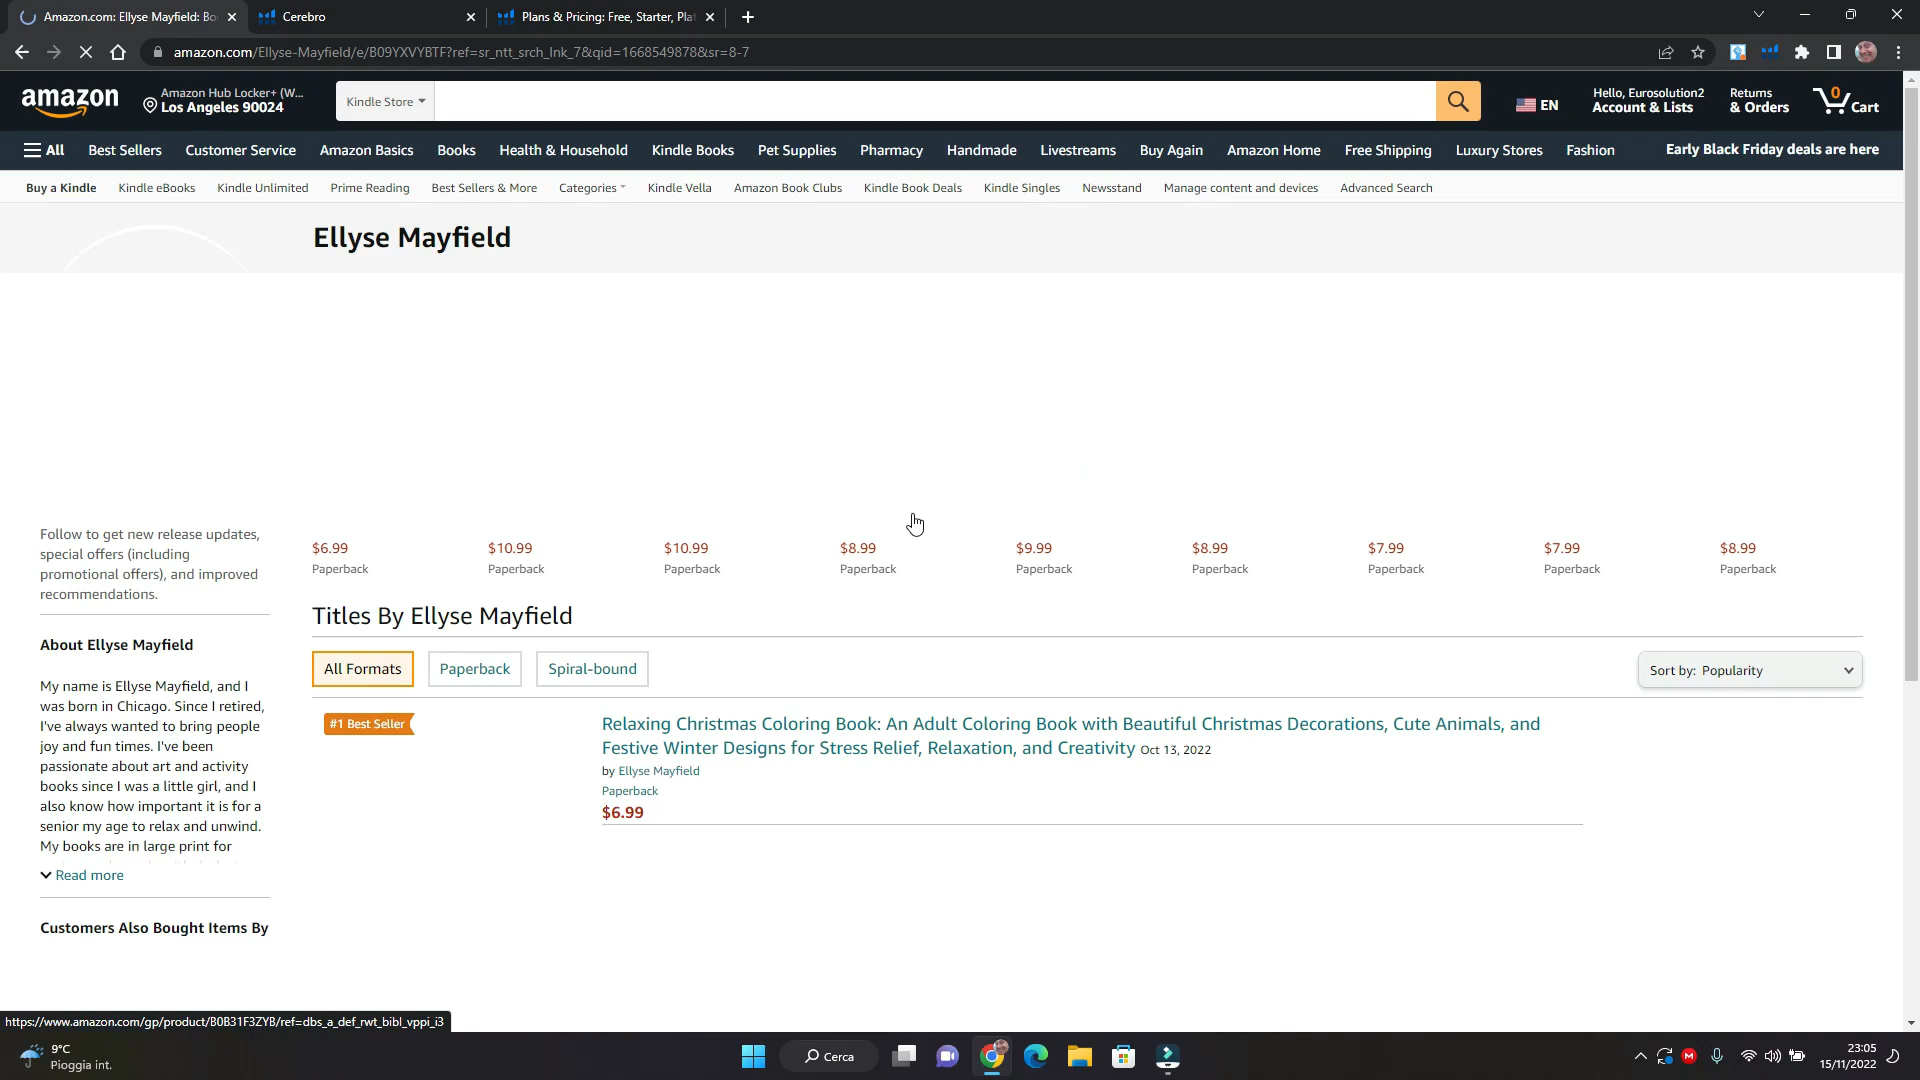 Amazon.com: Ellyse Mayfield: Bo
Cerebro
Plans & Pricing: Free, Starter, Plat
amazon.com/Ellyse-Mayfield/e/B09YXVYBTF?ref=sr_ntt_srch_lnk_7&qid=1668549878&sr=8-7
amazon
Amazon Hub Locker+ (W...
Los Angeles 90024
Kindle Store
EN
Hello, Eurosolution2
Account & Lists
Returns
& Orders
0
Cart
All
Best Sellers
Customer Service
Amazon Basics
Books
Health & Household
Kindle Books
Pet Supplies
Pharmacy
Handmade
Livestreams
Buy Again
Amazon Home
Free Shipping
Luxury Stores
Fashion
Early Black Friday deals are here
Buy a Kindle
Kindle eBooks
Kindle Unlimited
Prime Reading
Best Sellers & More
Categories
Kindle Vella
Amazon Book Clubs
Kindle Book Deals
Kindle Singles
Newsstand
Manage content and devices
Advanced Search
Ellyse Mayfield
Follow to get new release updates,
special offers (including
promotional offers), and improved
recommendations.
$6.99
Paperback
$10.99
Paperback
$10.99
Paperback
$8.99
Paperback
$9.99
Paperback
$8.99
Paperback
$7.99
Paperback
$7.99
Paperback
$8.99
Paperback
Titles By Ellyse Mayfield
All Formats
Paperback
Spiral-bound
Sort by: Popularity
About Ellyse Mayfield
My name is Ellyse Mayfield, and I
was born in Chicago. Since I retired,
I've always wanted to bring people
joy and fun times. I've been
passionate about art and activity
books since I was a little girl, and I
also know how important it is for a
senior my age to relax and unwind.
My books are in large print for
Read more
#1 Best Seller
Relaxing Christmas Coloring Book: An Adult Coloring Book with Beautiful Christmas Decorations, Cute Animals, and
Festive Winter Designs for Stress Relief, Relaxation, and Creativity Oct 13, 2022
by Ellyse Mayfield
Paperback
$6.99
Customers Also Bought Items By
https://www.amazon.com/gp/product/B0B31F3ZYB/ref=dbs_a_def_rwt_bibl_vppi_i3
9°C
Pioggia int.
Cerca
23:05
15/11/2022